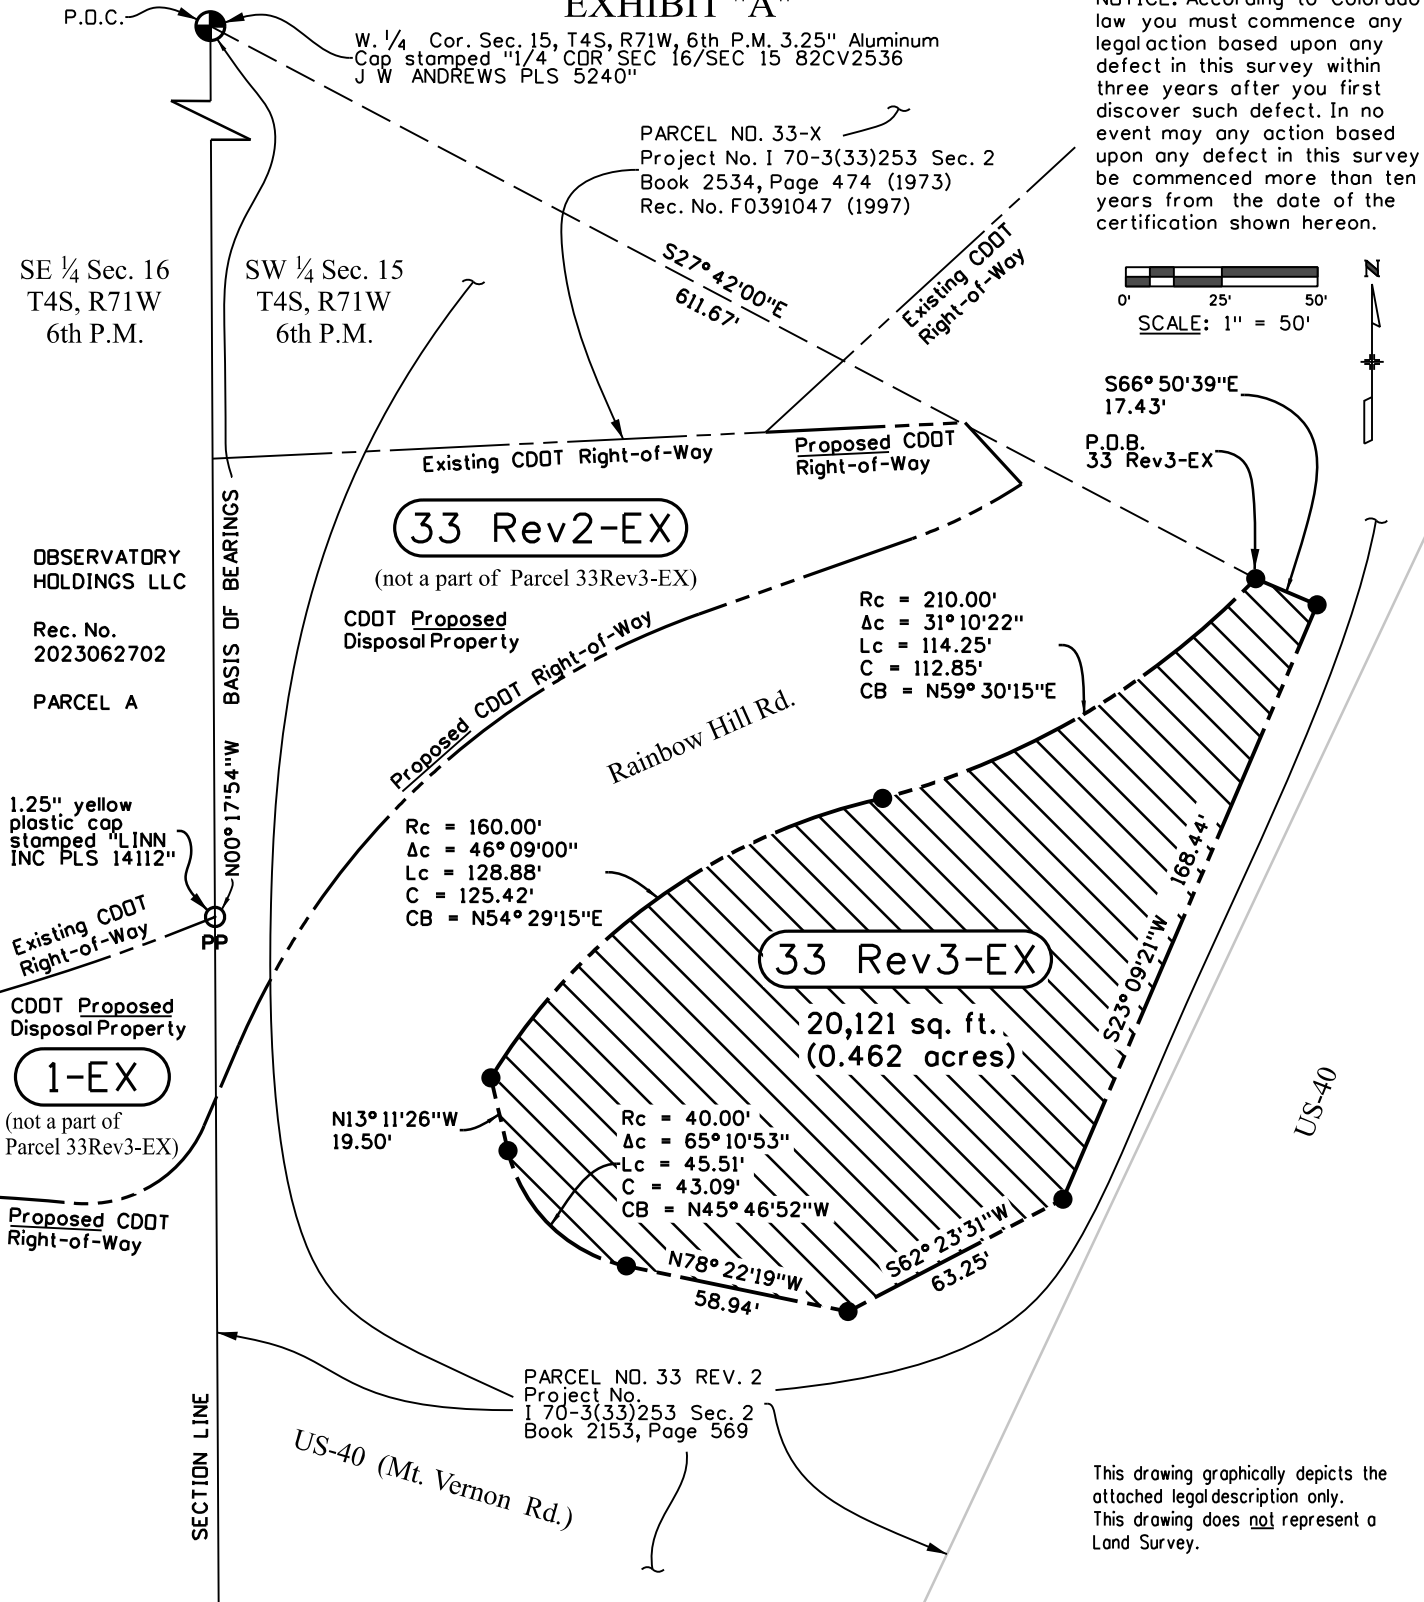 EXHIBIT "A"
P.O.C.
W. 1/4 Cor. Sec. 15, T4S, R71W, 6th P.M. 3.25" Aluminum
Cap stamped "1/4 COR SEC 16/SEC 15 82CV2536
J W ANDREWS PLS 5240"
NOTICE: According to Colorado
law you must commence any
legal action based upon any
defect in this survey within
three years after you first
discover such defect. In no
event may any action based
upon any defect in this survey
be commenced more than ten
years from the date of the
certification shown hereon.
PARCEL NO. 33-X
Project No. I 70-3(33)253 Sec. 2
Book 2534, Page 474 (1973)
Rec. No. F0391047 (1997)
SE 1/4 Sec. 16
T4S, R71W
6th P.M.
SW 1/4 Sec. 15
T4S, R71W
6th P.M.
S27°42'00"E
611.67'
Existing CDOT
Right-of-Way
0' 25' 50'
SCALE: 1" = 50'
N
S66°50'39"E
17.43'
P.O.B.
33 Rev3-EX
Existing CDOT Right-of-Way
Proposed CDOT
Right-of-Way
33 Rev2-EX
(not a part of Parcel 33Rev3-EX)
CDOT Proposed
Disposal Property
OBSERVATORY
HOLDINGS LLC
Rec. No.
2023062702
PARCEL A
N00°17'54"W BASIS OF BEARINGS
Proposed CDOT Right-of-Way
Rainbow Hill Rd.
Rc = 210.00'
Δc = 31°10'22"
Lc = 114.25'
C = 112.85'
CB = N59°30'15"E
1.25" yellow
plastic cap
stamped "LINN
INC PLS 14112"
Rc = 160.00'
Δc = 46°09'00"
Lc = 128.88'
C = 125.42'
CB = N54°29'15"E
Existing CDOT
Right-of-Way
PP
33 Rev3-EX
20,121 sq. ft.
(0.462 acres)
168.44'
S23°09'21"W
CDOT Proposed
Disposal Property
1-EX
(not a part of
Parcel 33Rev3-EX)
N13°11'26"W
19.50'
Rc = 40.00'
Δc = 65°10'53"
Lc = 45.51'
C = 43.09'
CB = N45°46'52"W
US-40
Proposed CDOT
Right-of-Way
N78°22'19"W
58.94'
S62°23'31"W
63.25'
PARCEL NO. 33 REV. 2
Project No.
I 70-3(33)253 Sec. 2
Book 2153, Page 569
SECTION LINE
US-40 (Mt. Vernon Rd.)
This drawing graphically depicts the
attached legal description only.
This drawing does not represent a
Land Survey.